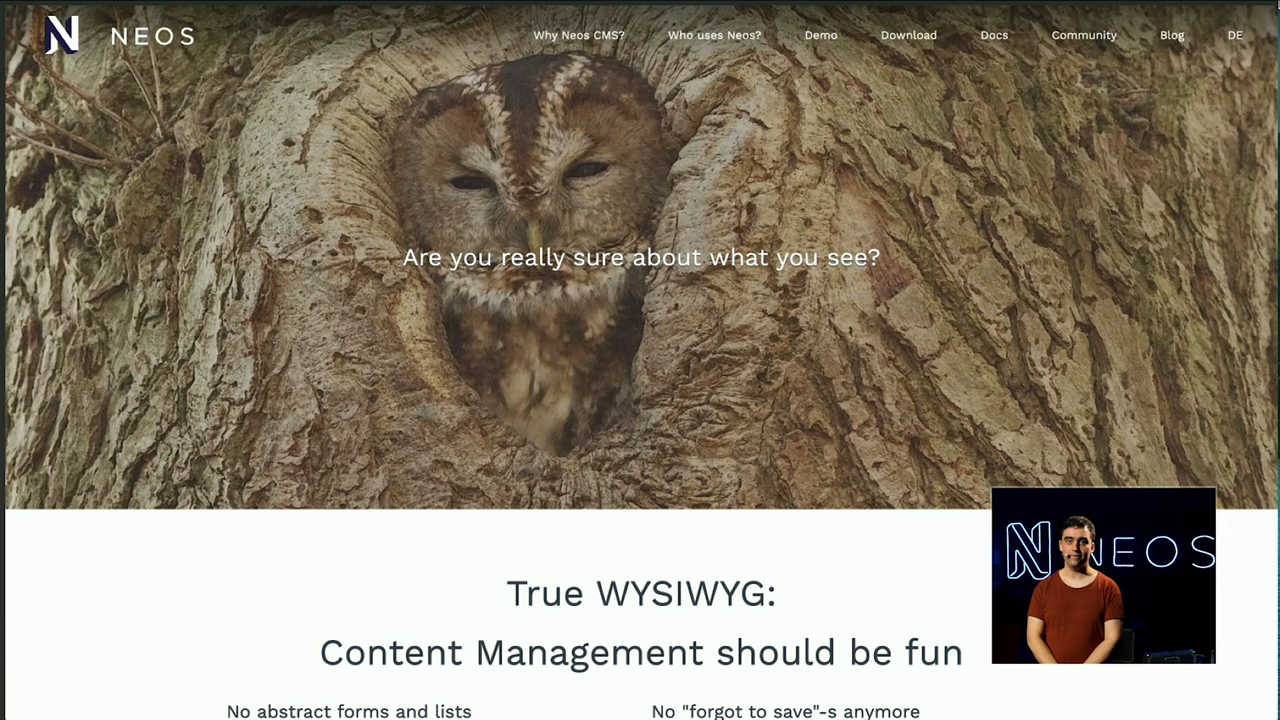 N NEOS
Why Neos CMS? Who uses Neos? Demo Download Docs Community Blog DE
Are you really sure about what you see?
True WYSIWYG:
Content Management should be fun
No abstract forms and lists
No "forgot to save"-s anymore
N NEOS